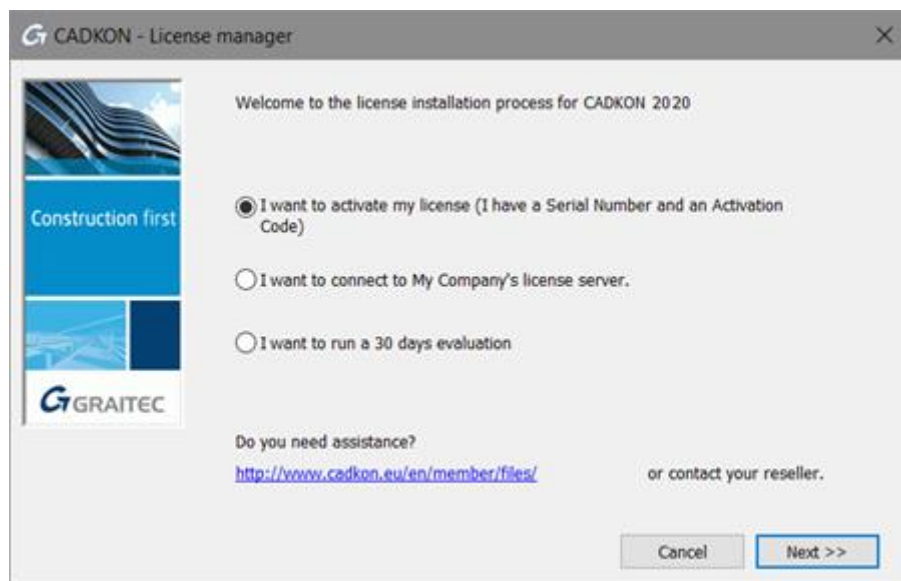 CADKON - License manager
Welcome to the license installation process for CADKON 2020
Construction first
I want to activate my license (I have a Serial Number and an Activation
Code)
I want to connect to My Company's license server.
I want to run a 30 days evaluation
GRAITEC
Do you need assistance?
http://www.cadkon.eu/en/member/files/ or contact your reseller.
Cancel Next >>